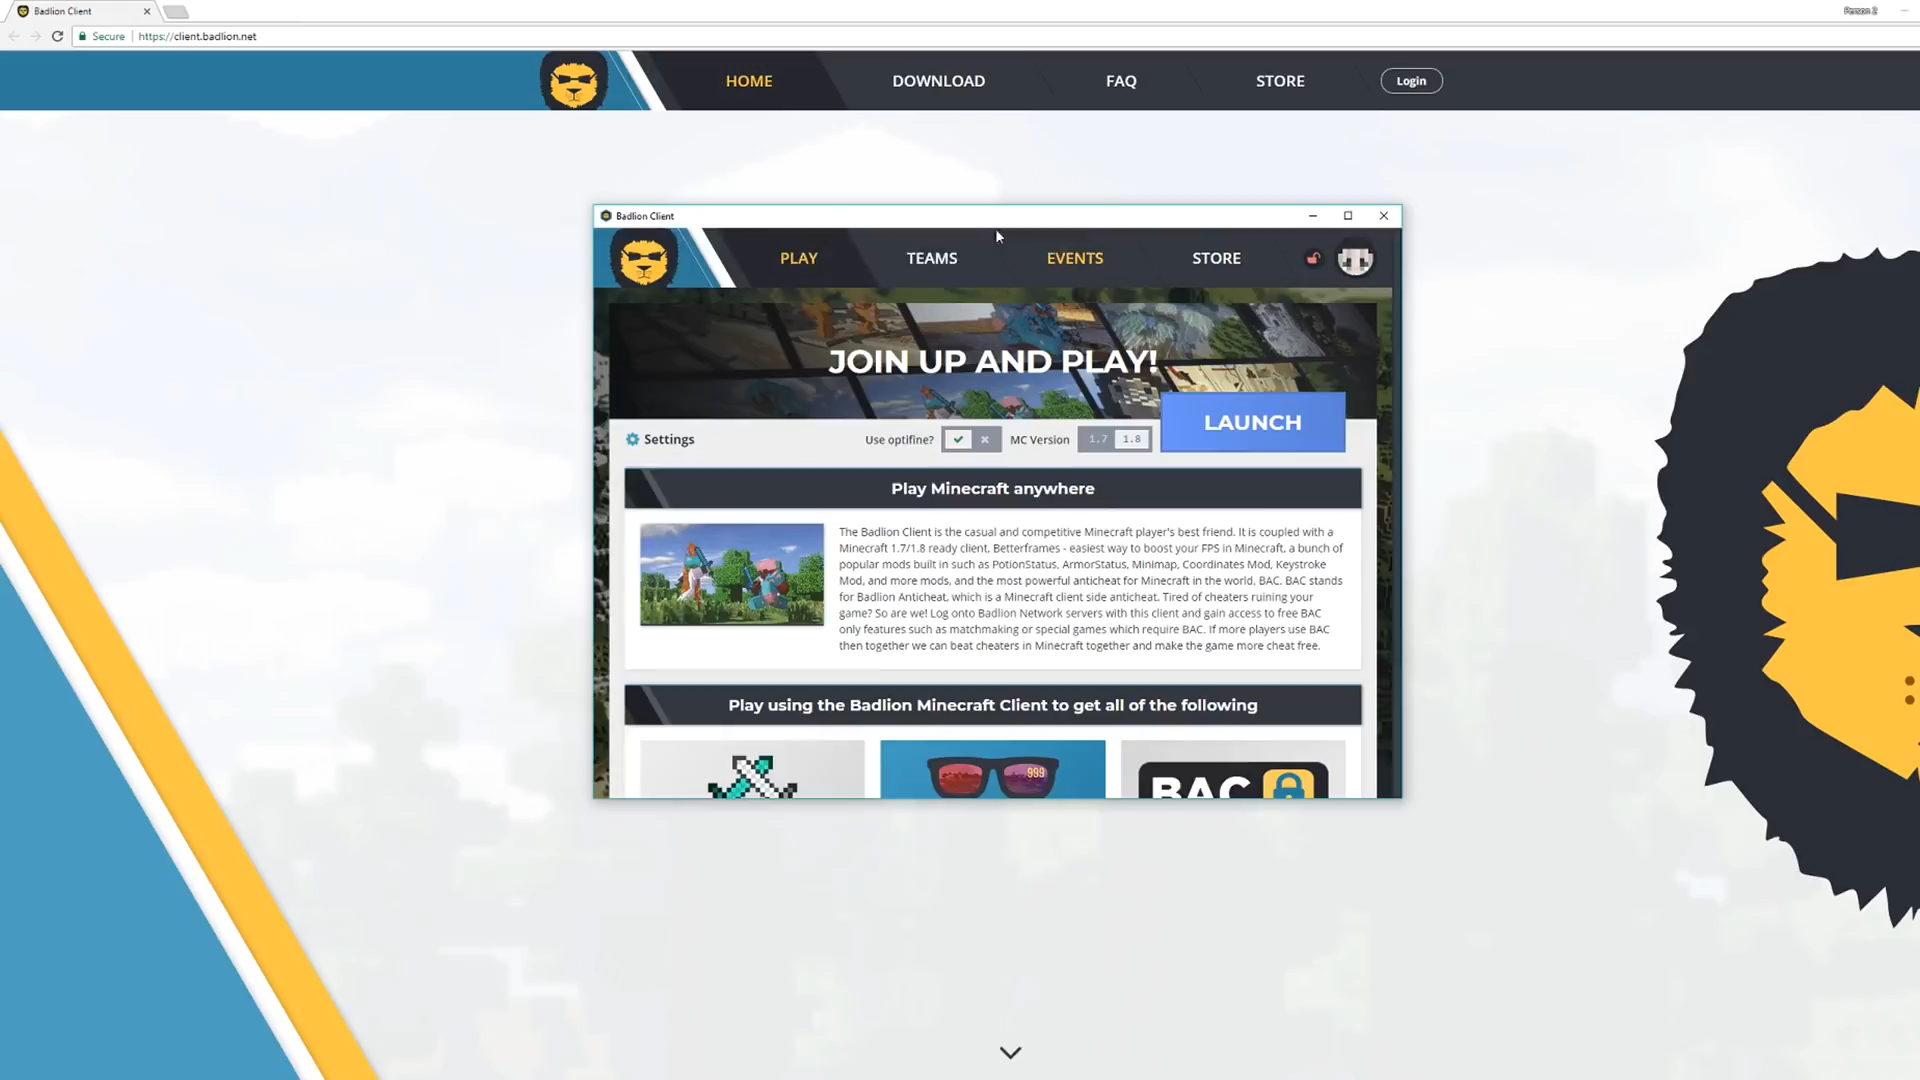 Badlion Client
Person 2
Secure https://client.badlion.net
HOME DOWNLOAD FAQ STORE Login
Badlion Client
PLAY TEAMS EVENTS STORE
JOIN UP AND PLAY!
LAUNCH
Settings Use optifine? MC Version 1.7 1.8
Play Minecraft anywhere
The Badlion Client is the casual and competitive Minecraft player's best friend. It is coupled with a
Minecraft 1.7/1.8 ready client, Betterframes - easiest way to boost your FPS in Minecraft, a bunch of
popular mods built in such as PotionStatus, ArmorStatus, Minimap, Coordinates Mod, Keystroke
Mod, and more mods, and the most powerful anticheat for Minecraft in the world, BAC. BAC stands
for Badlion Anticheat, which is a Minecraft client side anticheat. Tired of cheaters ruining your
game? So are we! Log onto Badlion Network servers with this client and gain access to free BAC
only features such as matchmaking or special games which require BAC. If more players use BAC
then together we can beat cheaters in Minecraft together and make the game more cheat free.
Play using the Badlion Minecraft Client to get all of the following
999
BAC